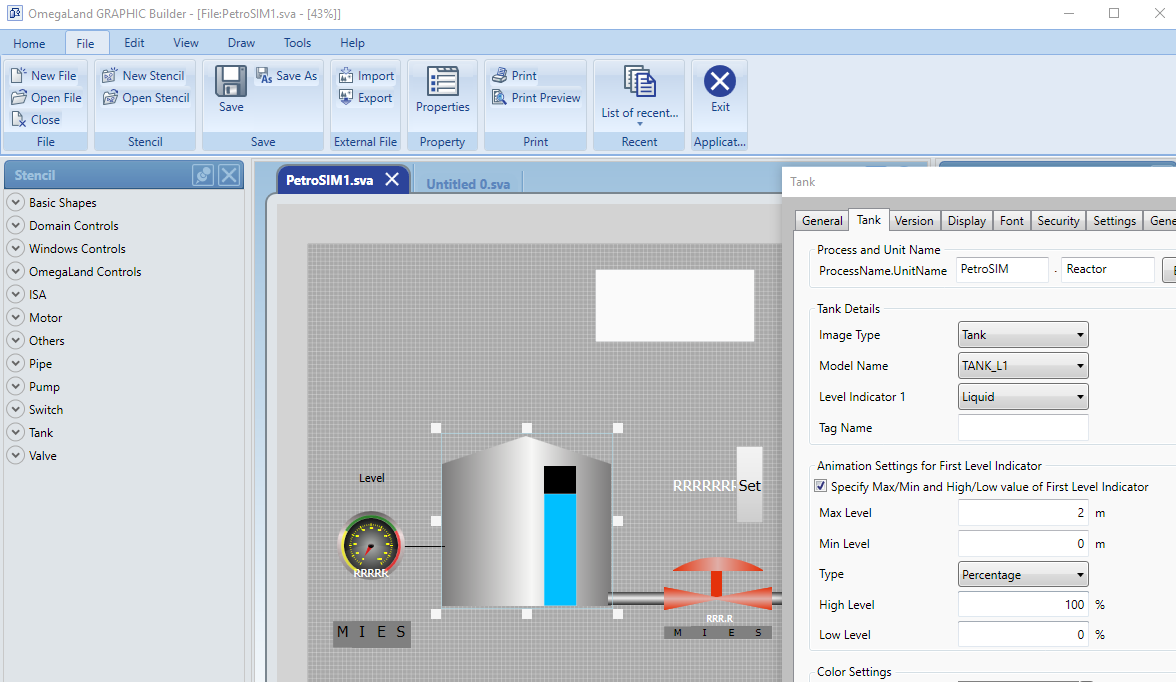 OmegaLand GRAPHIC Builder - [File:PetroSIM1.sva - [43%]]
Home File Edit View Draw Tools Help
New File New Stencil Save As Import Print
Open File Open Stencil Export Print Preview
Close Save Properties List of recent... Exit
File Stencil Save External File Property Print Recent Applicat...
Stencil
Basic Shapes
Domain Controls
Windows Controls
OmegaLand Controls
ISA
Motor
Others
Pipe
Pump
Switch
Tank
Valve
PetroSIM1.sva Untitled 0.sva
Level
RRRRR
M I E S
RRRRRRR Set
RRR.R
M I E S
Tank
General Tank Version Display Font Security Settings Gene
Process and Unit Name
ProcessName.UnitName PetroSIM . Reactor
Tank Details
Image Type Tank
Model Name TANK_L1
Level Indicator 1 Liquid
Tag Name
Animation Settings for First Level Indicator
Specify Max/Min and High/Low value of First Level Indicator
Max Level 2 m
Min Level 0 m
Type Percentage
High Level 100 %
Low Level 0 %
Color Settings